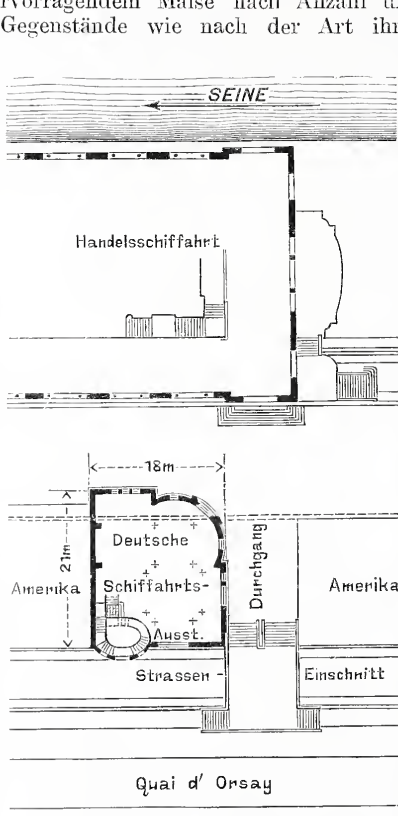 rvorragendem Maſse nach Anzahl u
Gegenstände wie nach der Art ihr
SEINE
Handelsschiffahrt
18m
21m
Deutsche
Schiffahrts-
Ausst.
Amerika
Durchgang
Amerika
Strassen-
Einschnitt
Quai d' Orsay